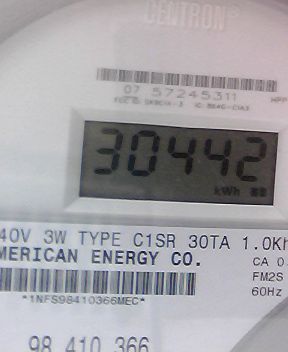 CENTRON®
07 57245311
30442
kWh
40V 3W TYPE C1SR 30TA 1.0Kh
MERICAN ENERGY CO.
CA 0.
FM2S
*1NFS98410366MEC*
60Hz
98 410 366